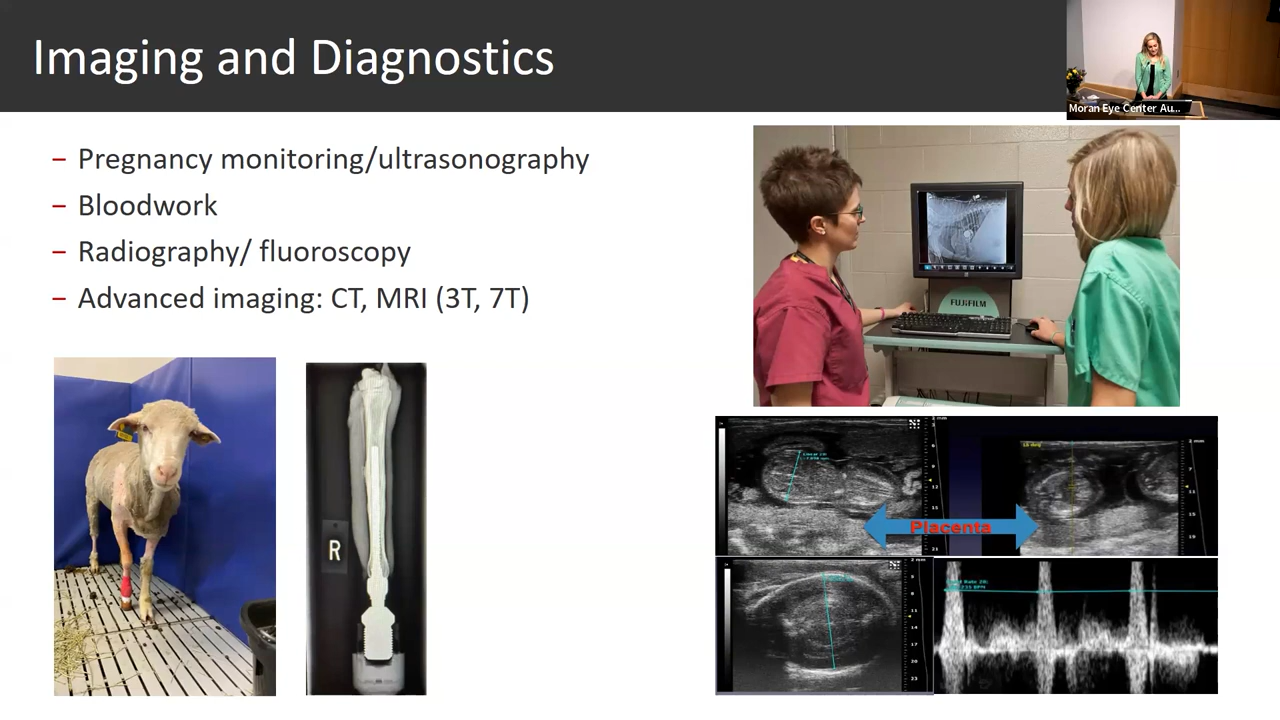 Imaging and Diagnostics
Moran Eye Center Au...
– Pregnancy monitoring/ultrasonography
– Bloodwork
– Radiography/ fluoroscopy
– Advanced imaging: CT, MRI (3T, 7T)
FUJIFILM
R
Placenta